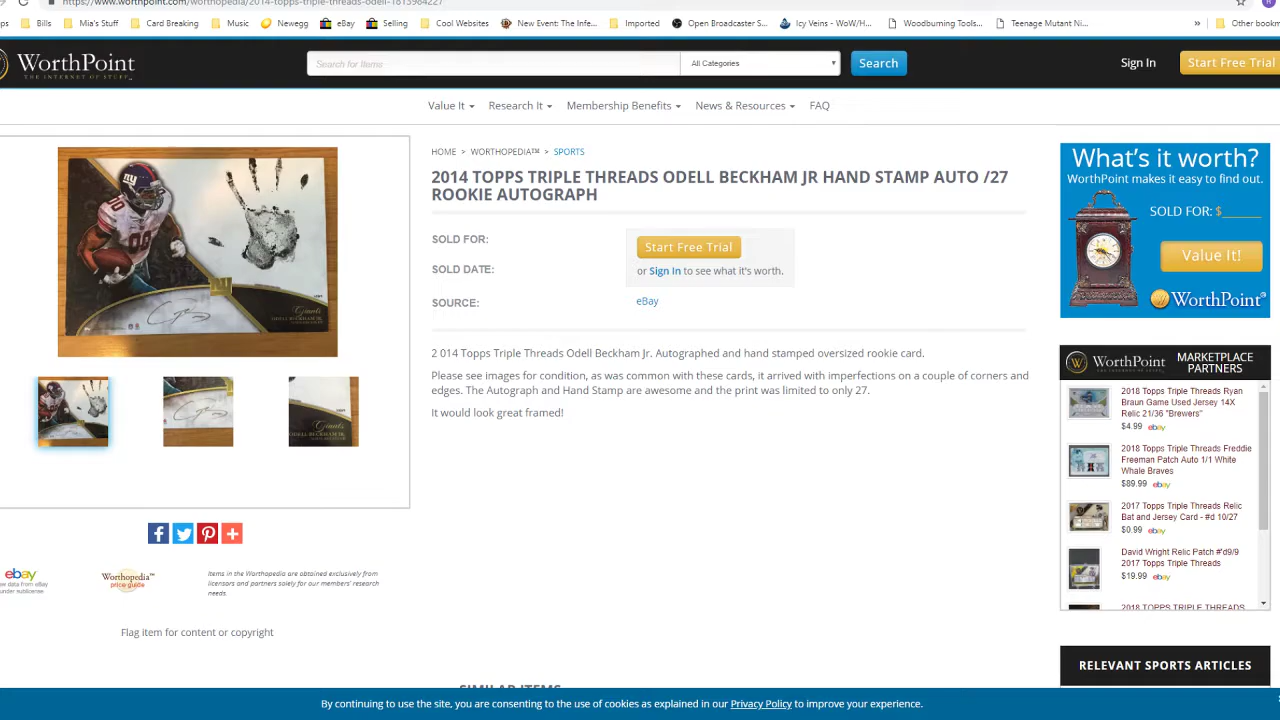 https://www.worthpoint.com/worthopedia/2014-topps-triple-threads-odell-1813964227
Bills
Mia's Stuff
Card Breaking
Music
Newegg
eBay
Selling
Cool Websites
New Event: The Infe...
Imported
Open Broadcaster S...
Icy Veins - WoW/H...
Woodburning Tools...
Teenage Mutant Ni...
»
Other bookm
WORTHPOINT
THE INTERNET OF STUFF™
Search for Items
All Categories
Search
Sign In
Start Free Trial
Value It
Research It
Membership Benefits
News & Resources
FAQ
HOME > WORTHOPEDIA™ > SPORTS
2014 TOPPS TRIPLE THREADS ODELL BECKHAM JR HAND STAMP AUTO /27
ROOKIE AUTOGRAPH
SOLD FOR:
Start Free Trial
or Sign In to see what it's worth.
SOLD DATE:
SOURCE:
eBay
2 014 Topps Triple Threads Odell Beckham Jr. Autographed and hand stamped oversized rookie card.
Please see images for condition, as was common with these cards, it arrived with imperfections on a couple of corners and
edges. The Autograph and Hand Stamp are awesome and the print was limited to only 27.
It would look great framed!
Giants
ODELL BECKHAM JR.
Giants
ebay
data from eBay
under sublicense
Worthopedia™
price guide
Items in the Worthopedia are obtained exclusively from
licensors and partners solely for our members' research
needs.
Flag item for content or copyright
SIMILAR ITEMS
What's it worth?
WorthPoint makes it easy to find out.
SOLD FOR: $______
Value It!
WORTHPOINT®
WORTHPOINT
MARKETPLACE
PARTNERS
2018 Topps Triple Threads Ryan
Braun Game Used Jersey 14X
Relic 21/36 "Brewers"
$4.99 ebay
2018 Topps Triple Threads Freddie
Freeman Patch Auto 1/1 White
Whale Braves
$89.99 ebay
2017 Topps Triple Threads Relic
Bat and Jersey Card - #d 10/27
$0.99 ebay
David Wright Relic Patch #'d9/9
2017 Topps Triple Threads
$19.99 ebay
2018 TOPPS TRIPLE THREADS
RELEVANT SPORTS ARTICLES
By continuing to use the site, you are consenting to the use of cookies as explained in our Privacy Policy to improve your experience.